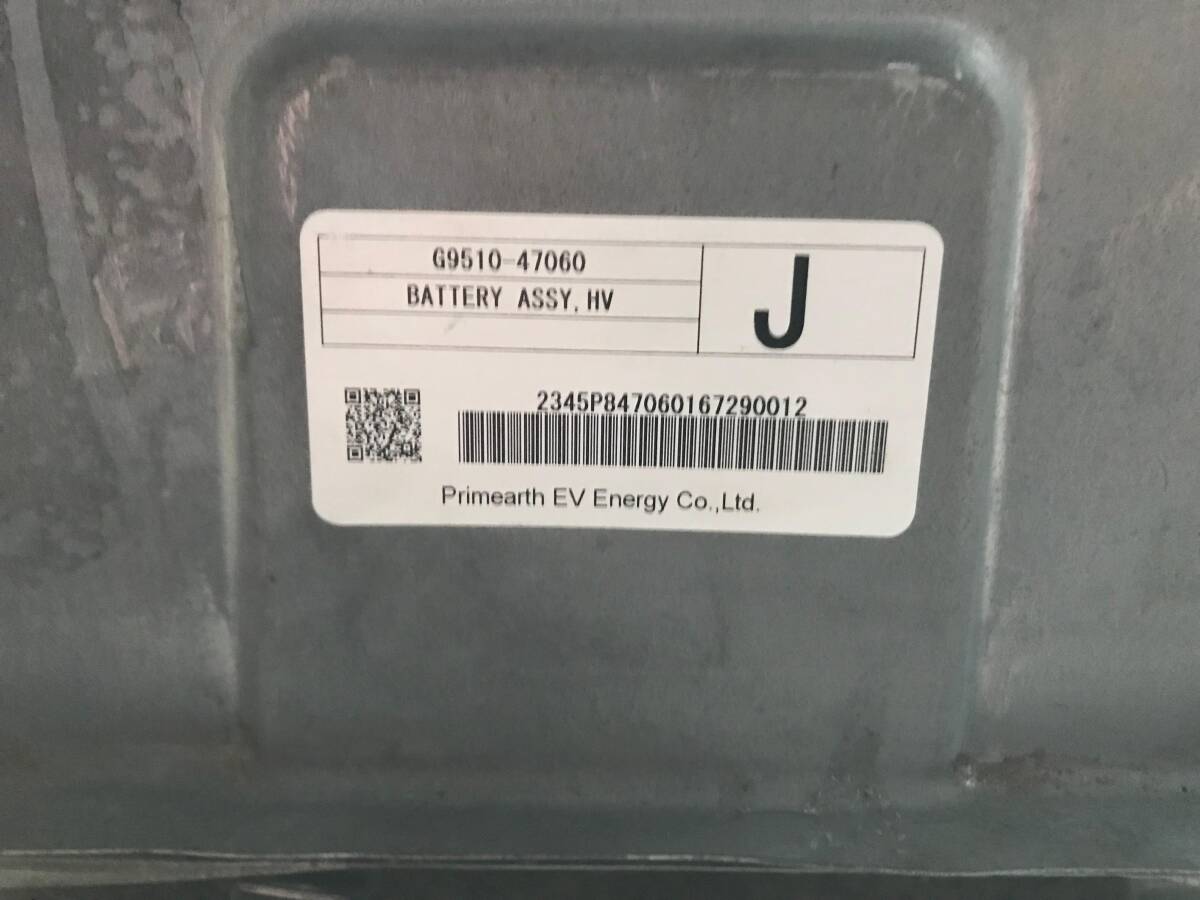 G9510-47060
BATTERY ASSY, HV
J
2345P847060167290012
Primearth EV Energy Co.,Ltd.